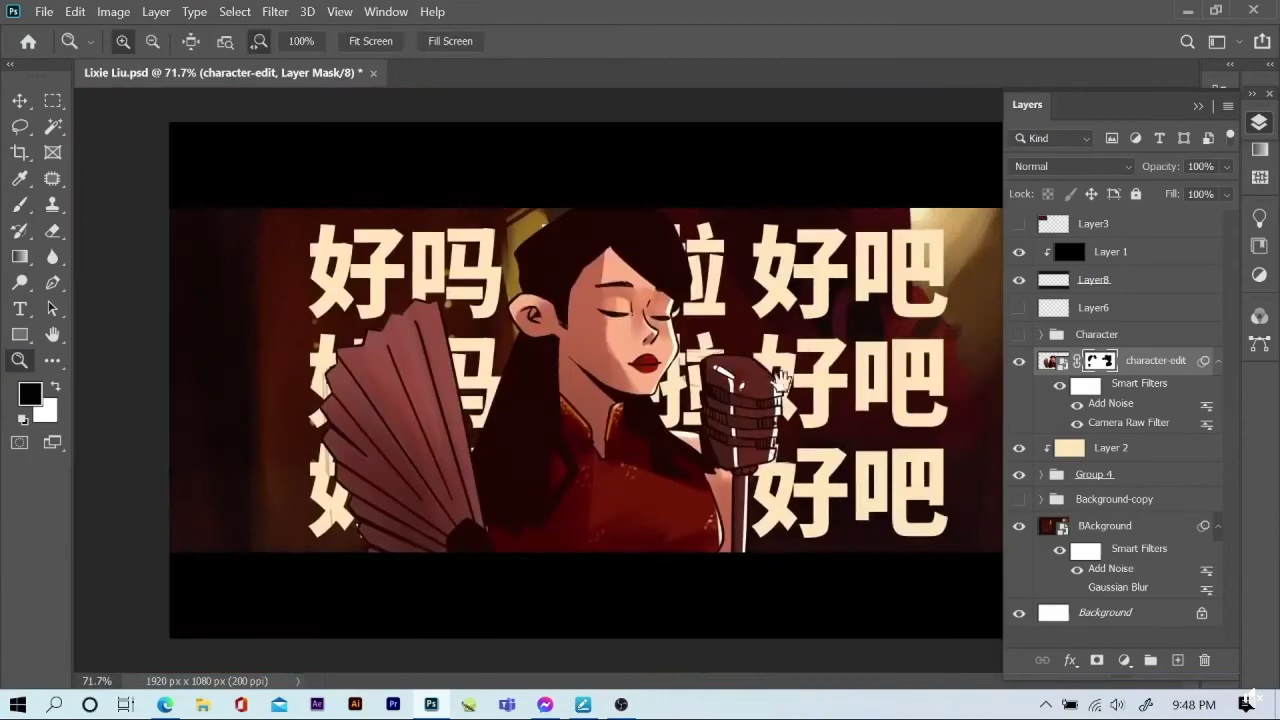 File Edit Image Layer Type Select Filter 3D View Window Help
100% Fit Screen Fill Screen
Lixie Liu.psd @ 71.7% (character-edit, Layer Mask/8) *
Layers
Kind
Normal Opacity: 100%
Lock: Fill: 100%
Layer3
Layer 1
Layer8
Layer6
Character
character-edit
Smart Filters
Add Noise
Camera Raw Filter
Layer 2
Group 4
Background-copy
BAckground
Smart Filters
Add Noise
Gaussian Blur
Background
好吗 啦 好吧
啦 好吧
好吧
71.7% 1920 px x 1080 px (200 ppi)
9:48 PM